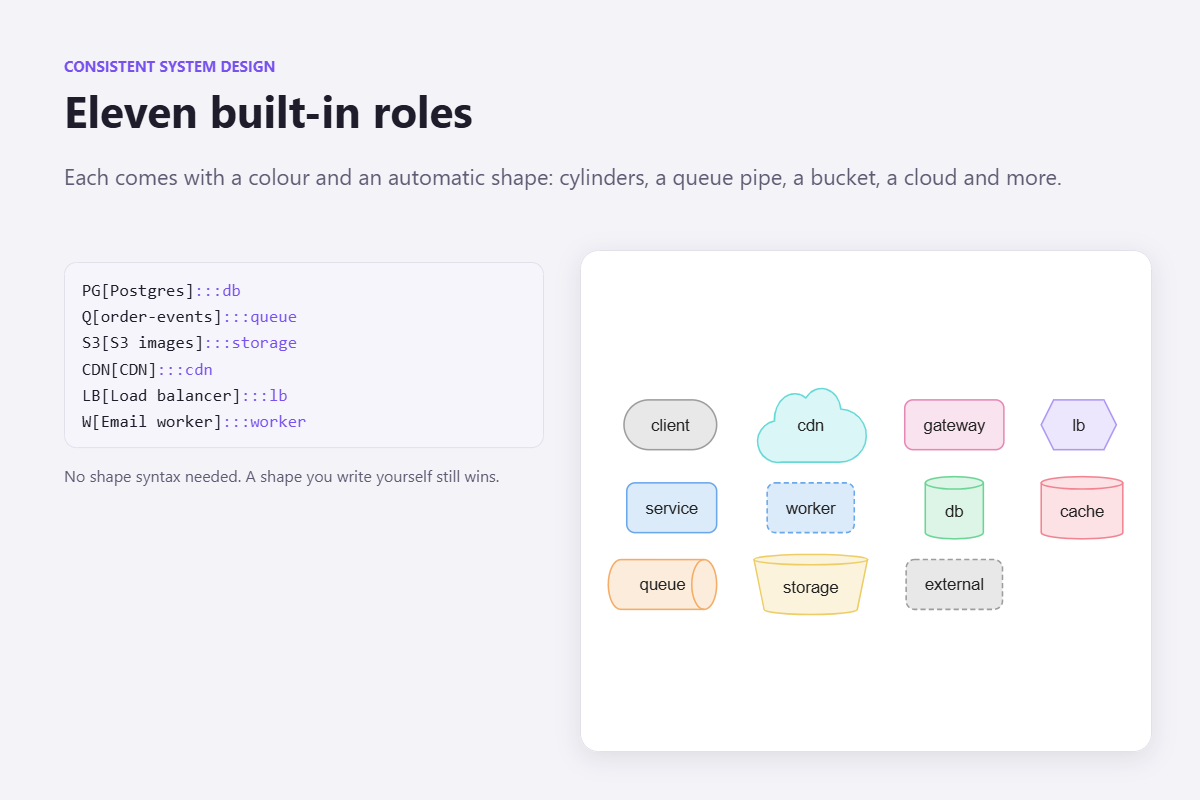 CONSISTENT SYSTEM DESIGN
Eleven built-in roles
Each comes with a colour and an automatic shape: cylinders, a queue pipe, a bucket, a cloud and more.
PG[Postgres]:::db
Q[order-events]:::queue
S3[S3 images]:::storage
CDN[CDN]:::cdn
LB[Load balancer]:::lb
W[Email worker]:::worker
No shape syntax needed. A shape you write yourself still wins.
client
cdn
gateway
lb
service
worker
db
cache
queue
storage
external